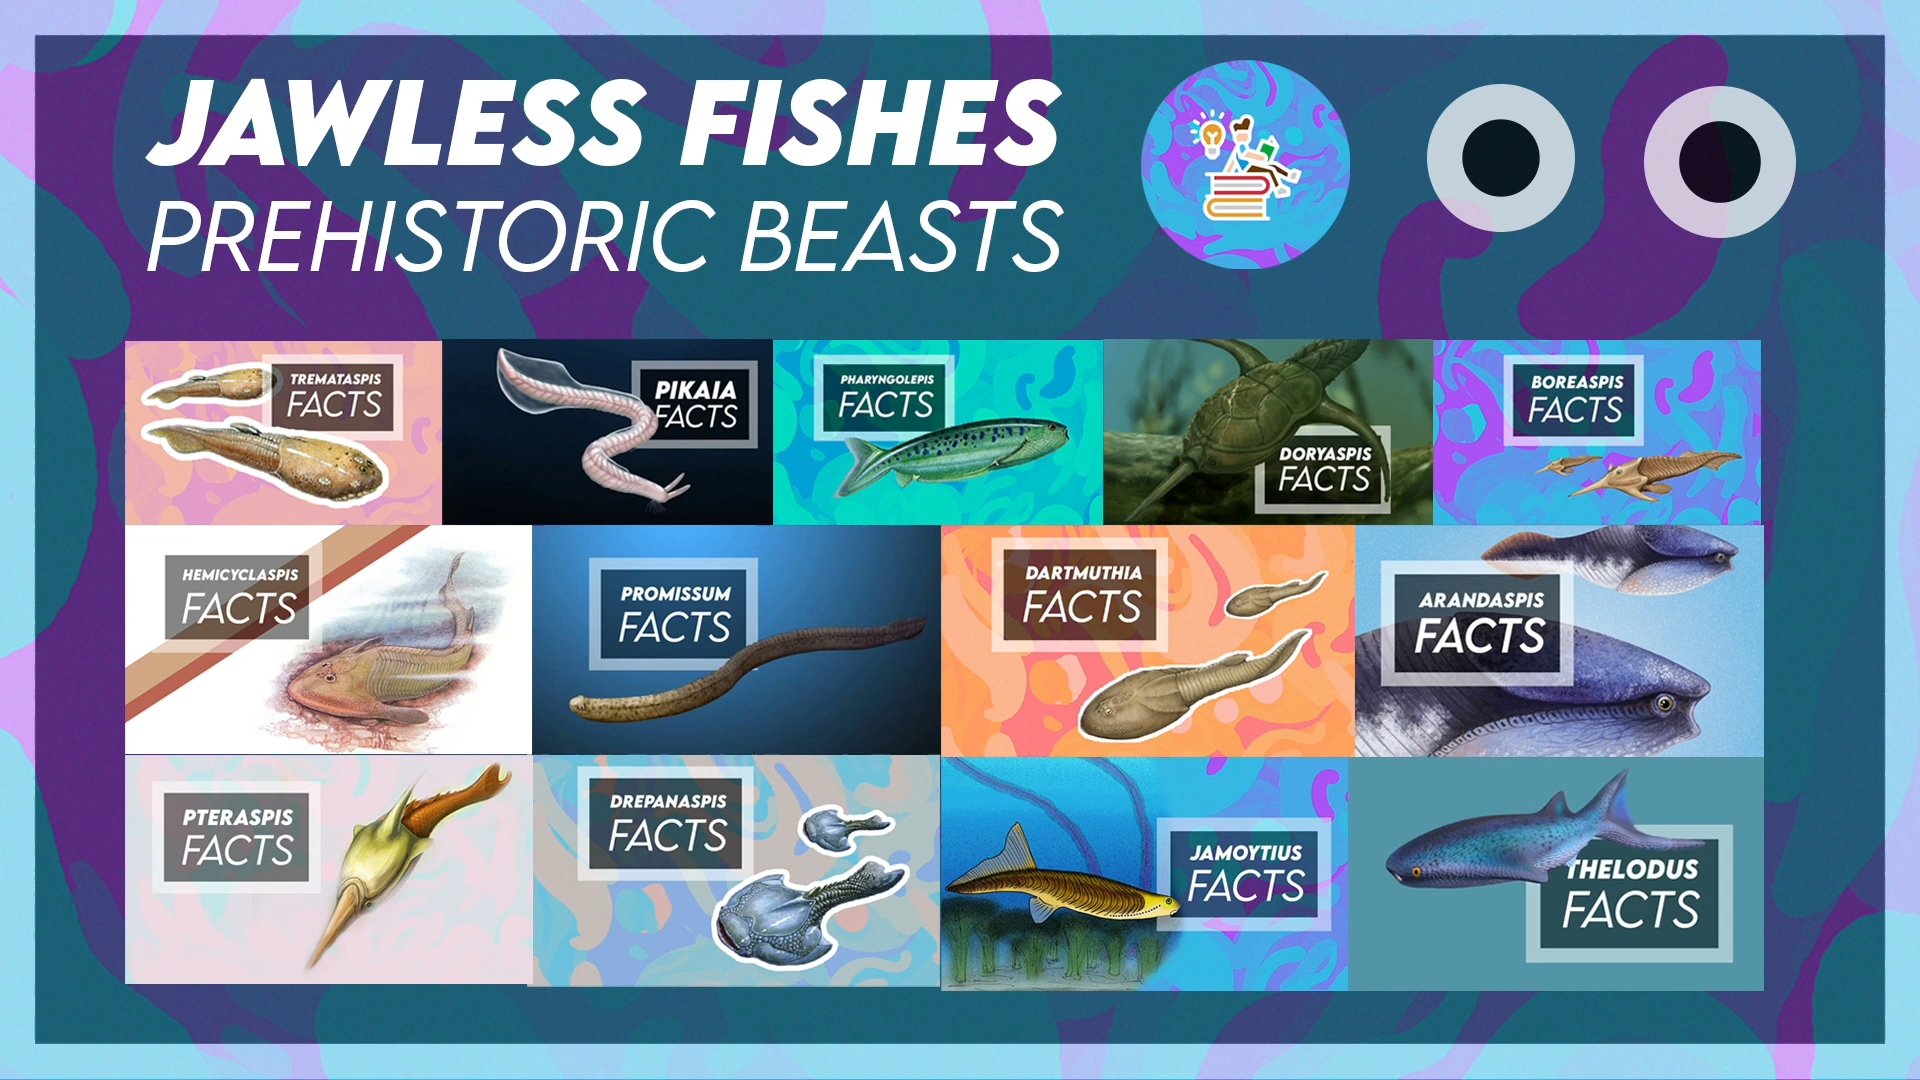 JAWLESS FISHES
PREHISTORIC BEASTS
TREMATASPIS
FACTS
PIKAIA
FACTS
PHARYNGOLEPIS
FACTS
DORYASPIS
FACTS
BOREASPIS
FACTS
HEMICYCLASPIS
FACTS
PROMISSUM
FACTS
DARTMUTHIA
FACTS
ARANDASPIS
FACTS
PTERASPIS
FACTS
DREPANASPIS
FACTS
JAMOYTIUS
FACTS
THELODUS
FACTS